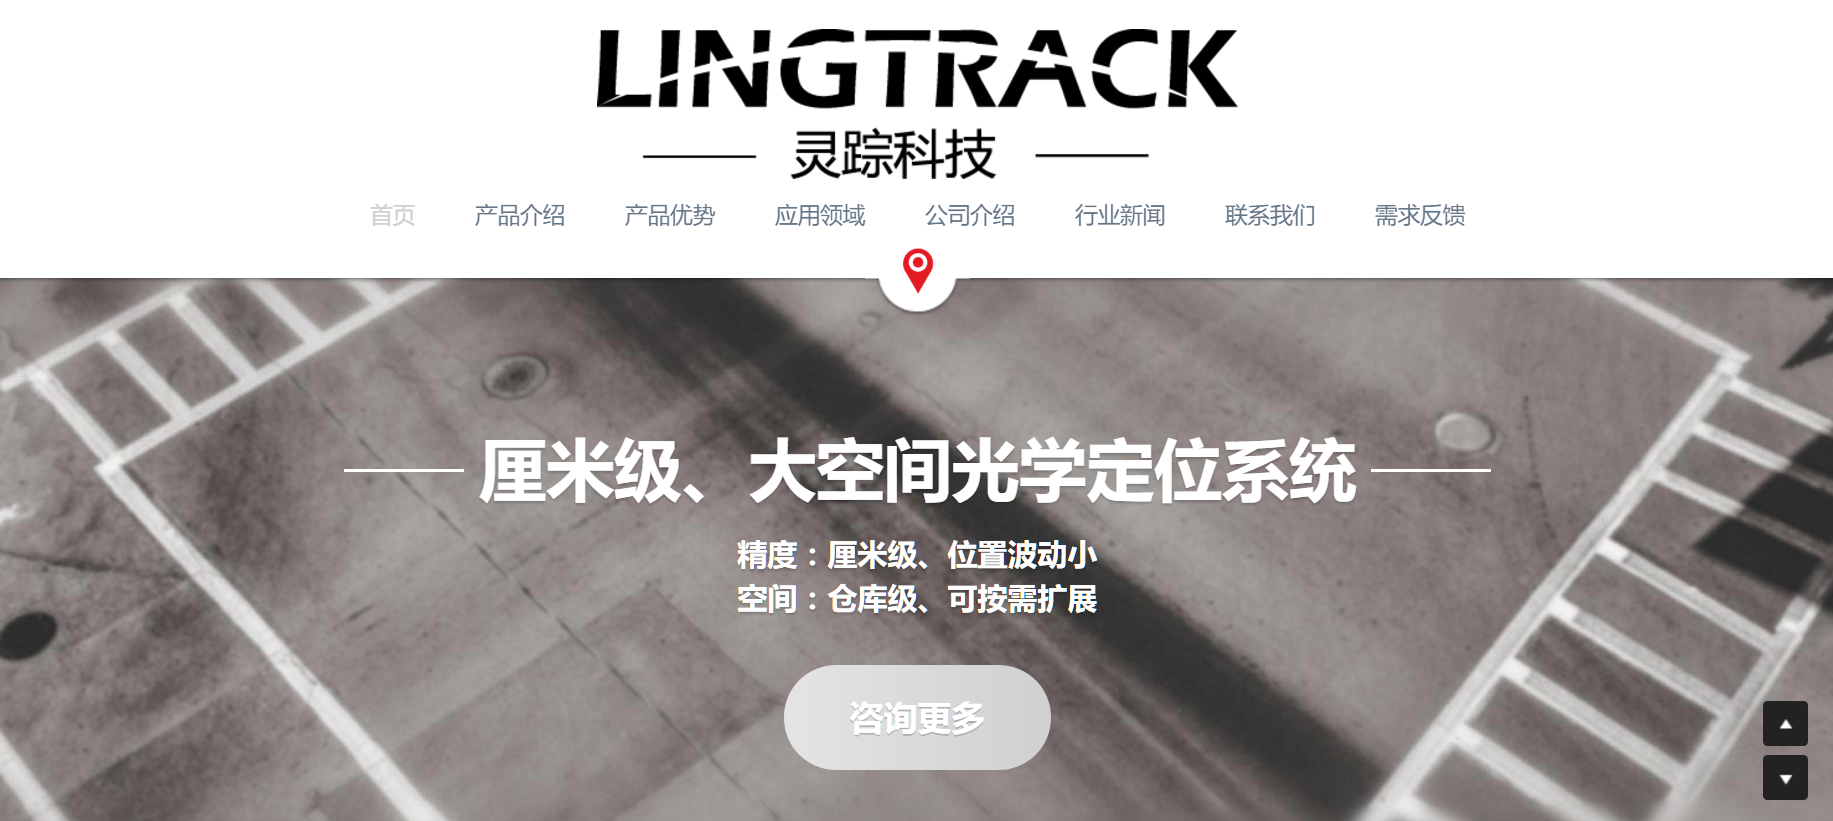 LINGTRACK
灵踪科技
首页 产品介绍 产品优势 应用领域 公司介绍 行业新闻 联系我们 需求反馈
厘米级、大空间光学定位系统
精度：厘米级、位置波动小
空间：仓库级、可按需扩展
咨询更多